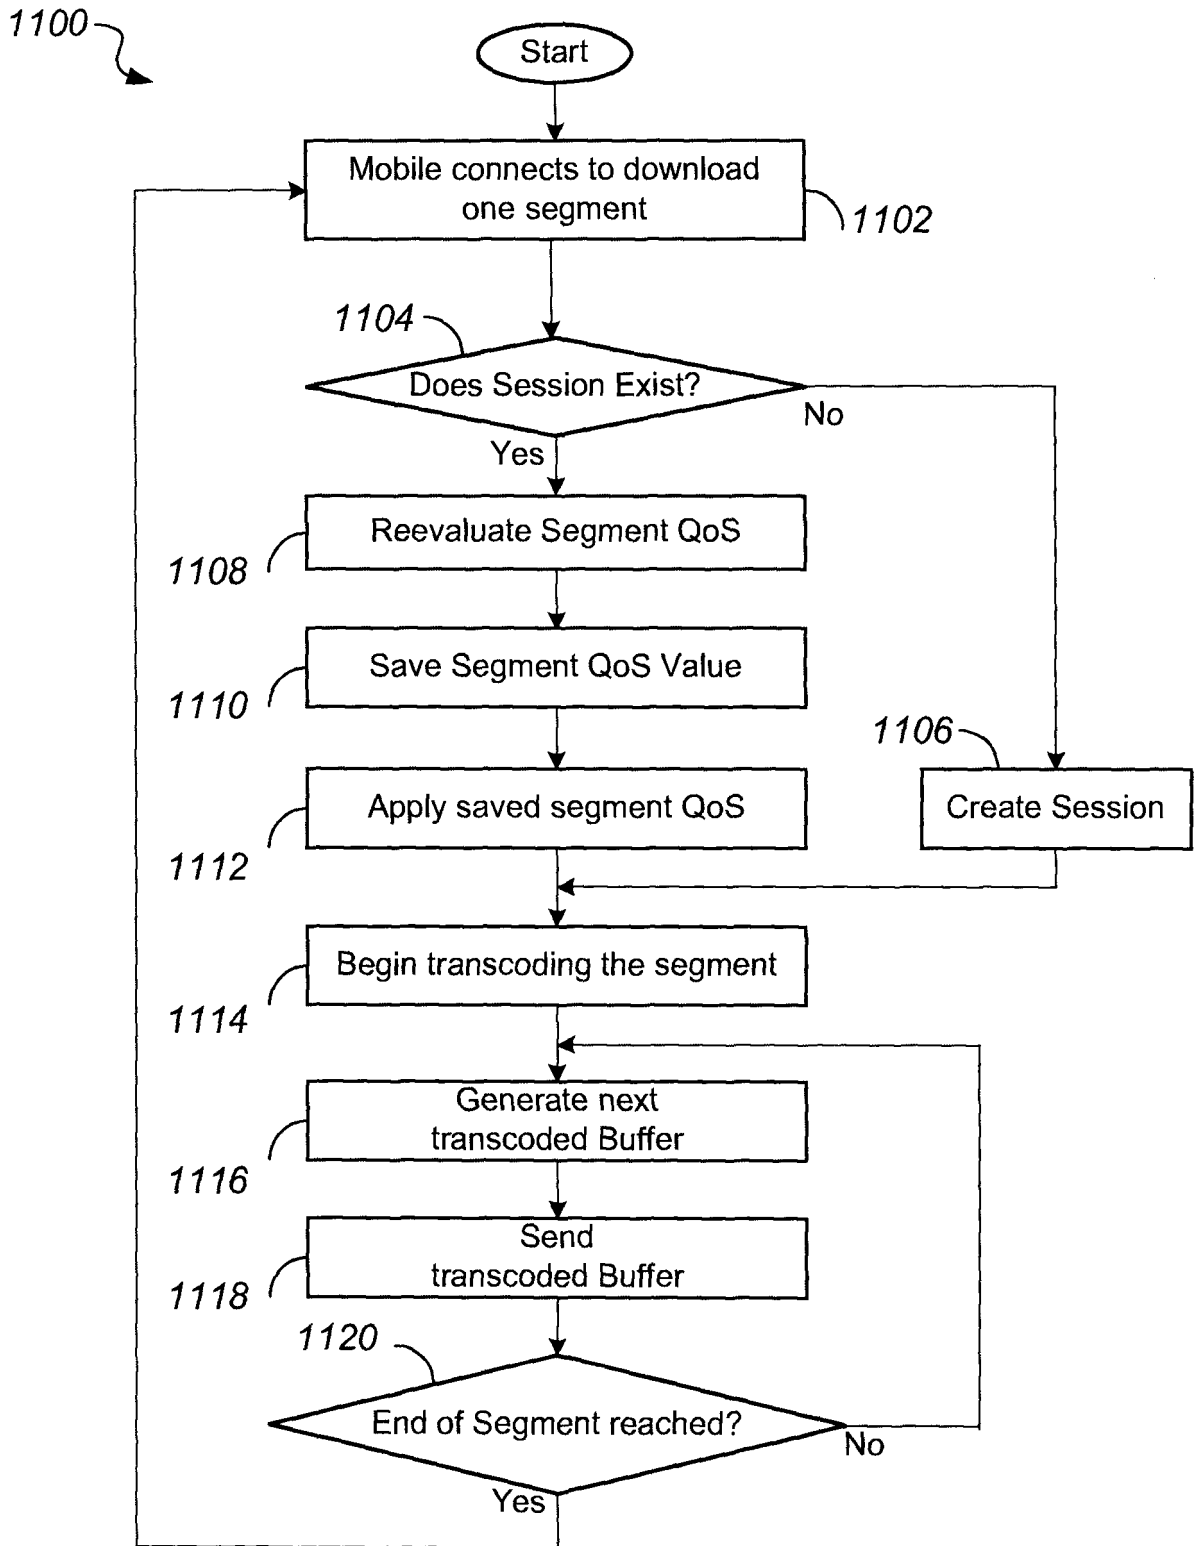 1100
Start
Mobile connects to download
one segment
1102
1104
Does Session Exist?
No
Yes
Reevaluate Segment QoS
1108
Save Segment QoS Value
1110
1106
Apply saved segment QoS
Create Session
1112
Begin transcoding the segment
1114
Generate next
transcoded Buffer
1116
Send
transcoded Buffer
1118
1120
End of Segment reached?
No
Yes